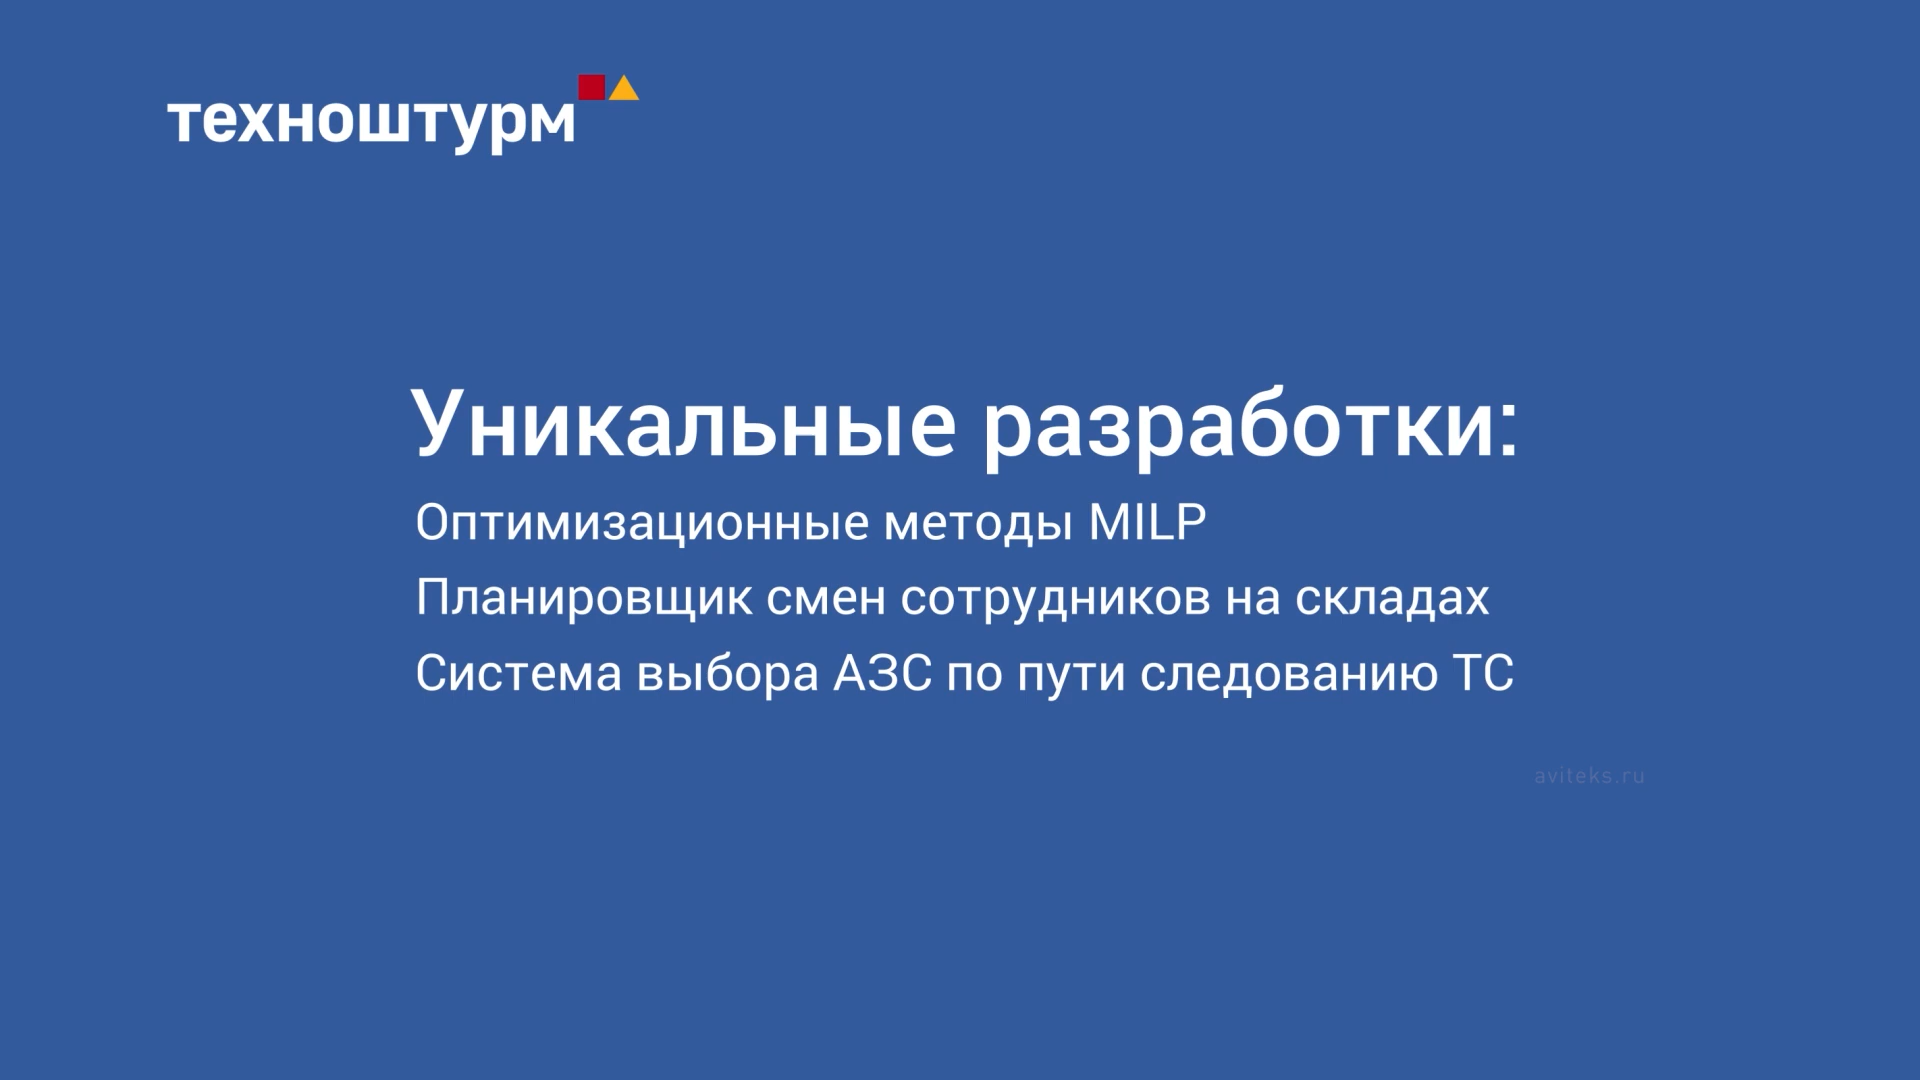 техноштурм
Уникальные разработки:
Оптимизационные методы MILP
Планировщик смен сотрудников на складах
Система выбора АЗС по пути следованию ТС
aviteks.ru